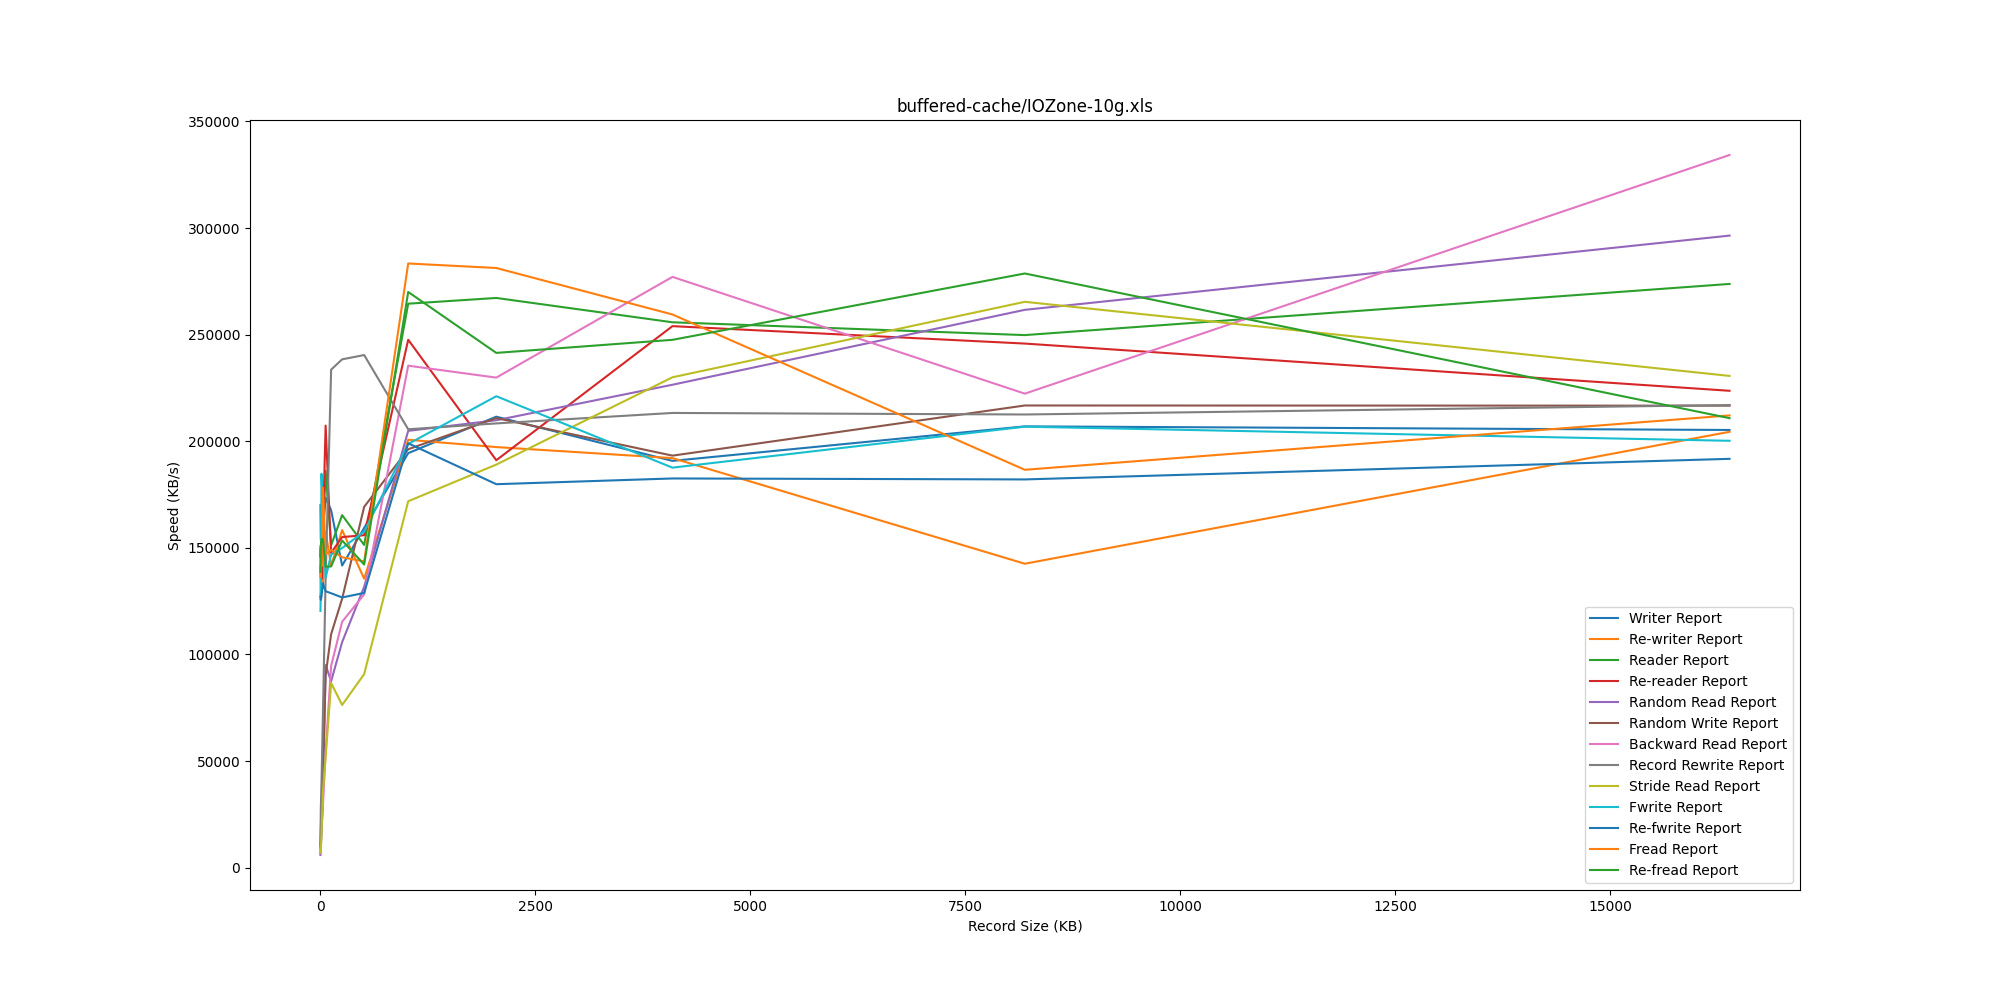 buffered-cache/IOZone-10g.xls
350000
300000
250000
200000
150000
100000
50000
0
Speed (KB/s)
0 2500 5000 7500 10000 12500 15000
Record Size (KB)
Writer Report
Re-writer Report
Reader Report
Re-reader Report
Random Read Report
Random Write Report
Backward Read Report
Record Rewrite Report
Stride Read Report
Fwrite Report
Re-fwrite Report
Fread Report
Re-fread Report